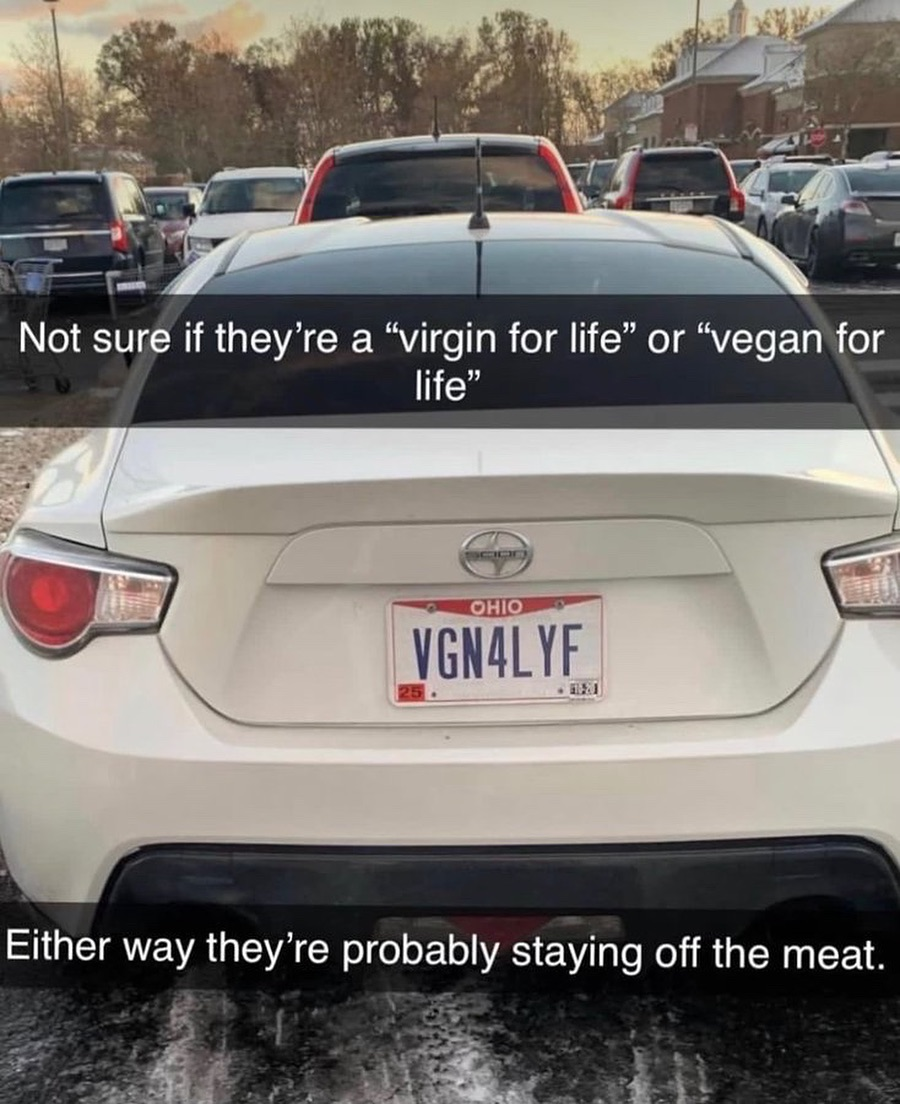 Not sure if they’re a “virgin for life” or “vegan for
life”
SCION
OHIO
VGN4LYF
25
Either way they’re probably staying off the meat.